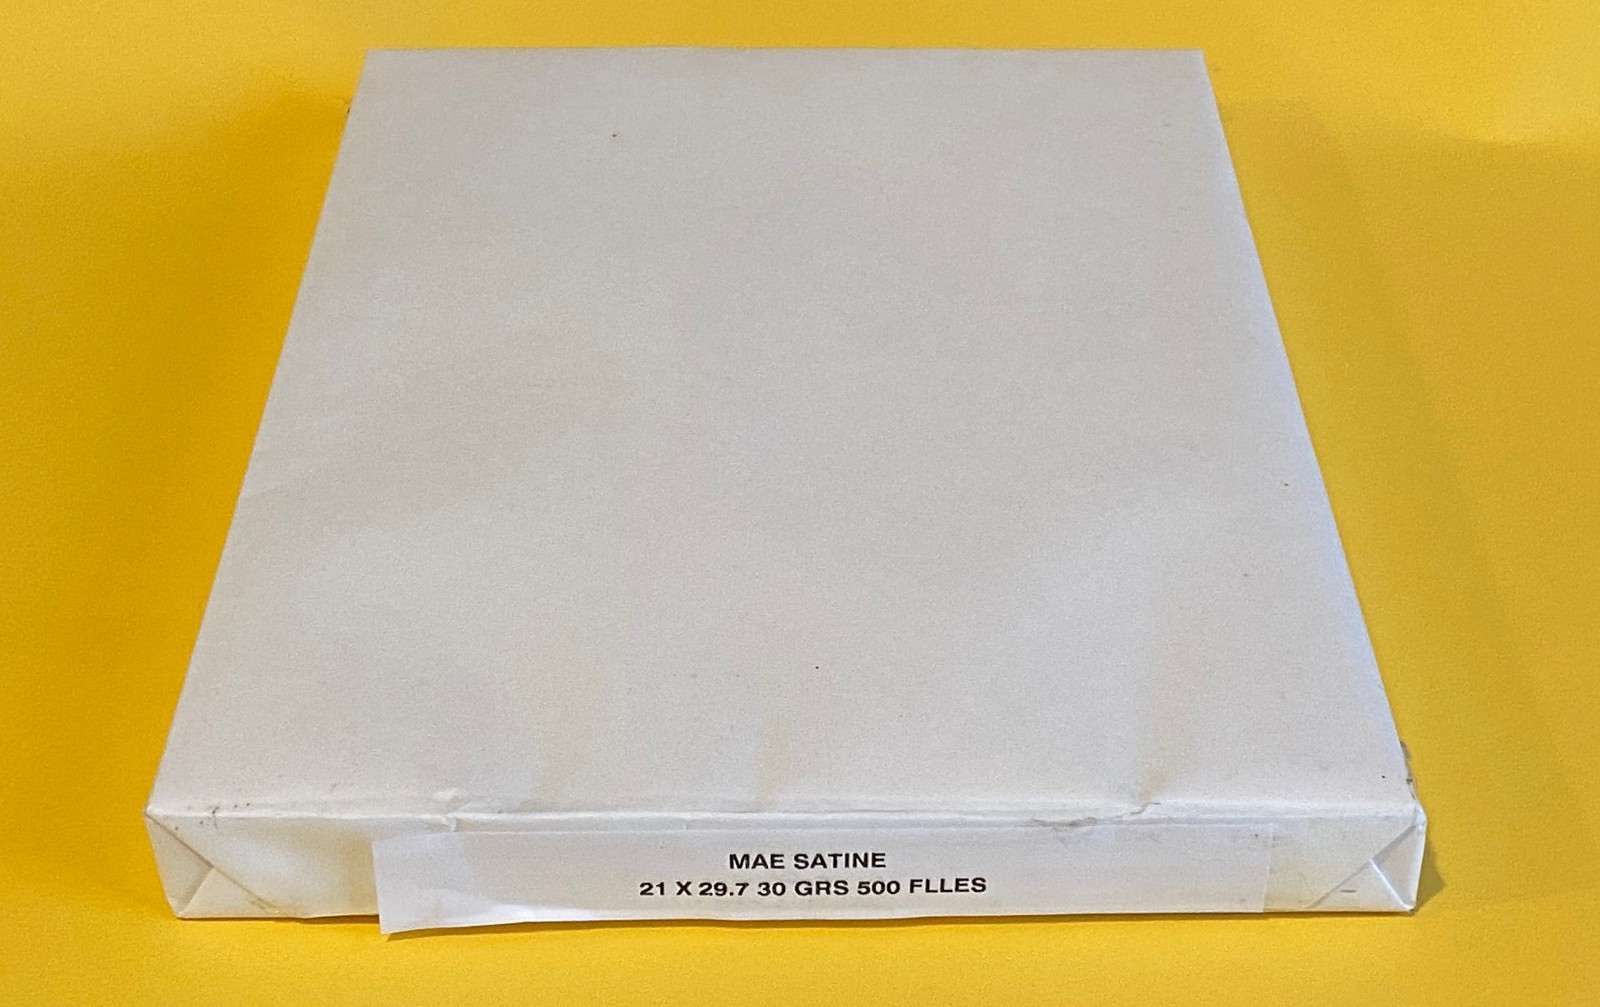 MAE SATINE
21 X 29.7 30 GRS 500 FLLES